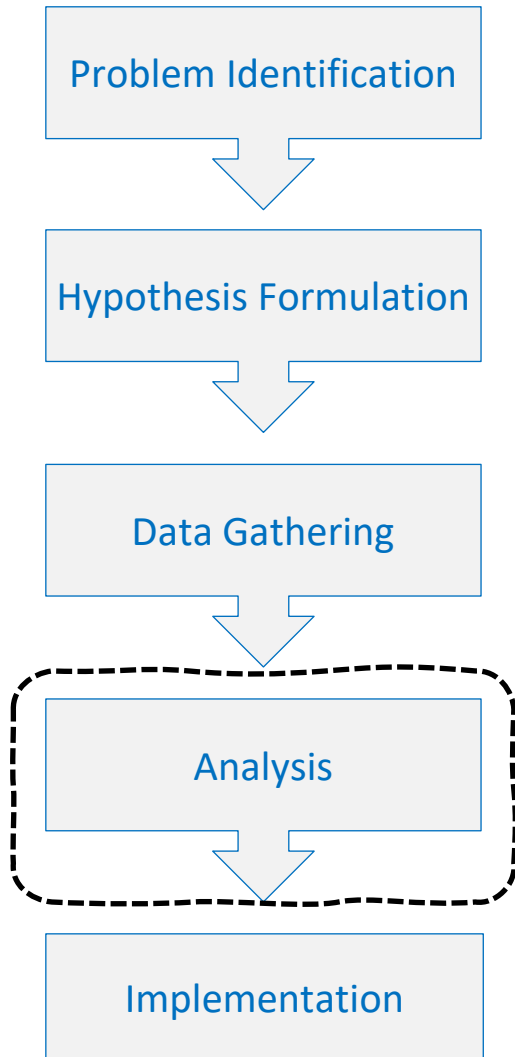 Problem Identification
Hypothesis Formulation
Data Gathering
Analysis
Implementation